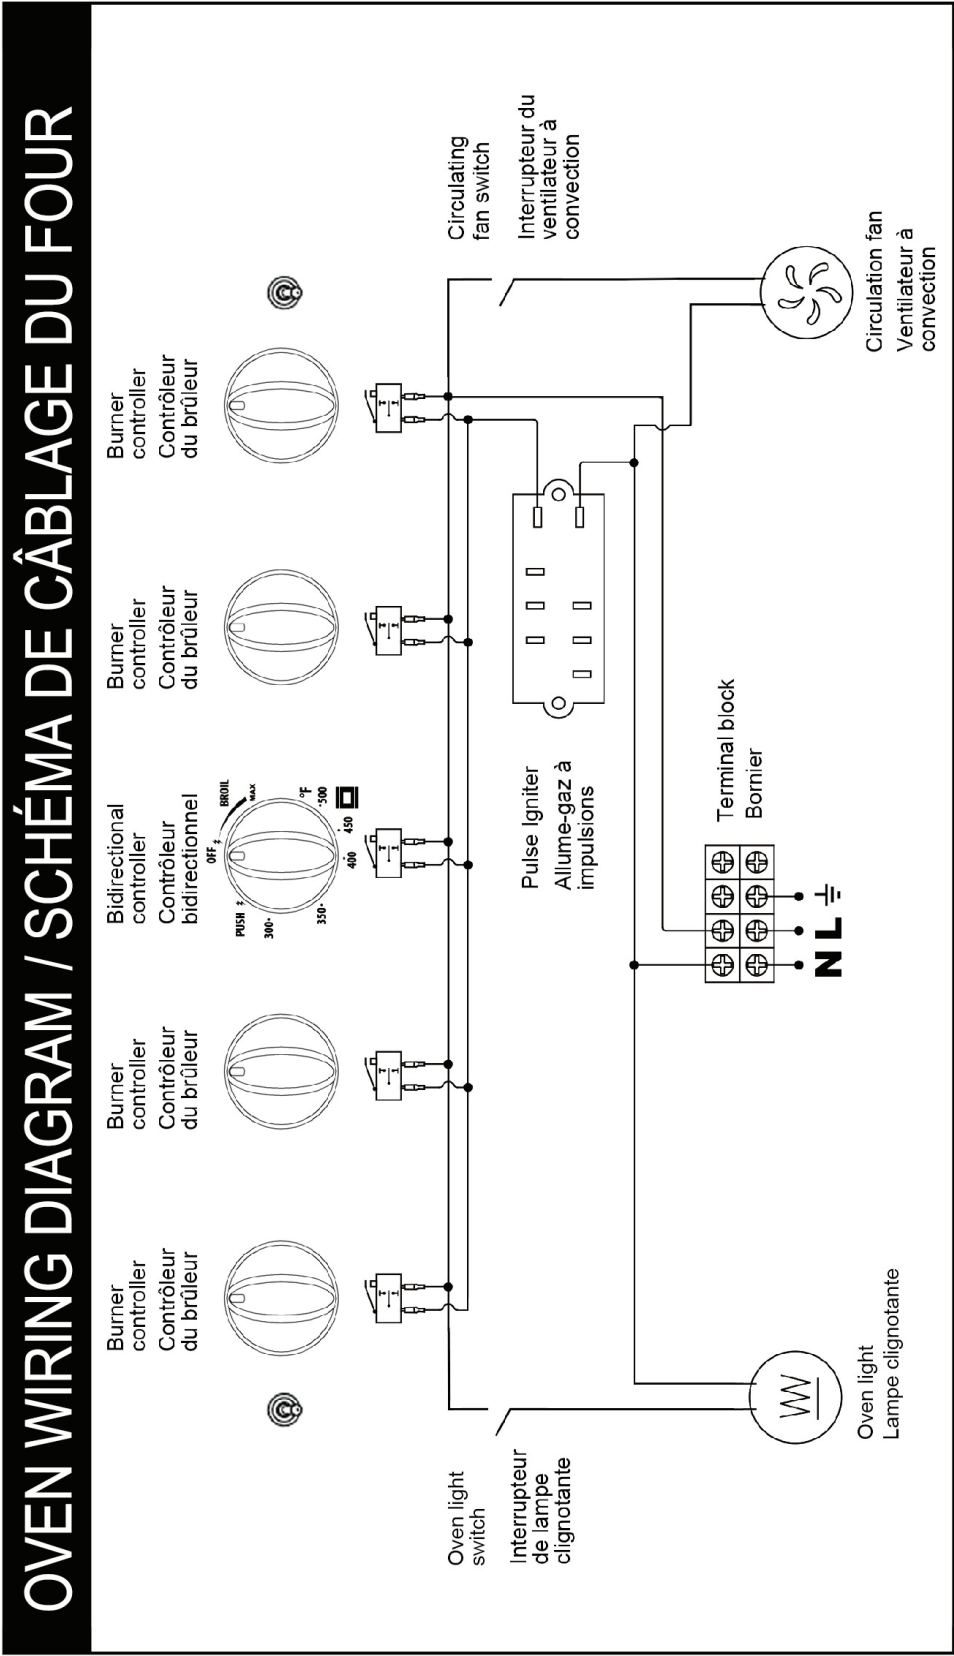 OVEN WIRING DIAGRAM / SCHÉMA DE CÂBLAGE DU FOUR
Burner
controller
Contrôleur
du brûleur
Burner
controller
Contrôleur
du brûleur
Bidirectional
controller
Contrôleur
bidirectionnel
Burner
controller
Contrôleur
du brûleur
Burner
controller
Contrôleur
du brûleur
PUSH
OFF
BROIL
MAX
°F
500
450
400
350
300
Oven light
switch
Interrupteur
de lampe
clignotante
Pulse Igniter
Allume-gaz à
impulsions
Circulating
fan switch
Interrupteur du
ventilateur à
convection
Terminal block
Bornier
N L
Oven light
Lampe clignotante
Circulation fan
Ventilateur à
convection